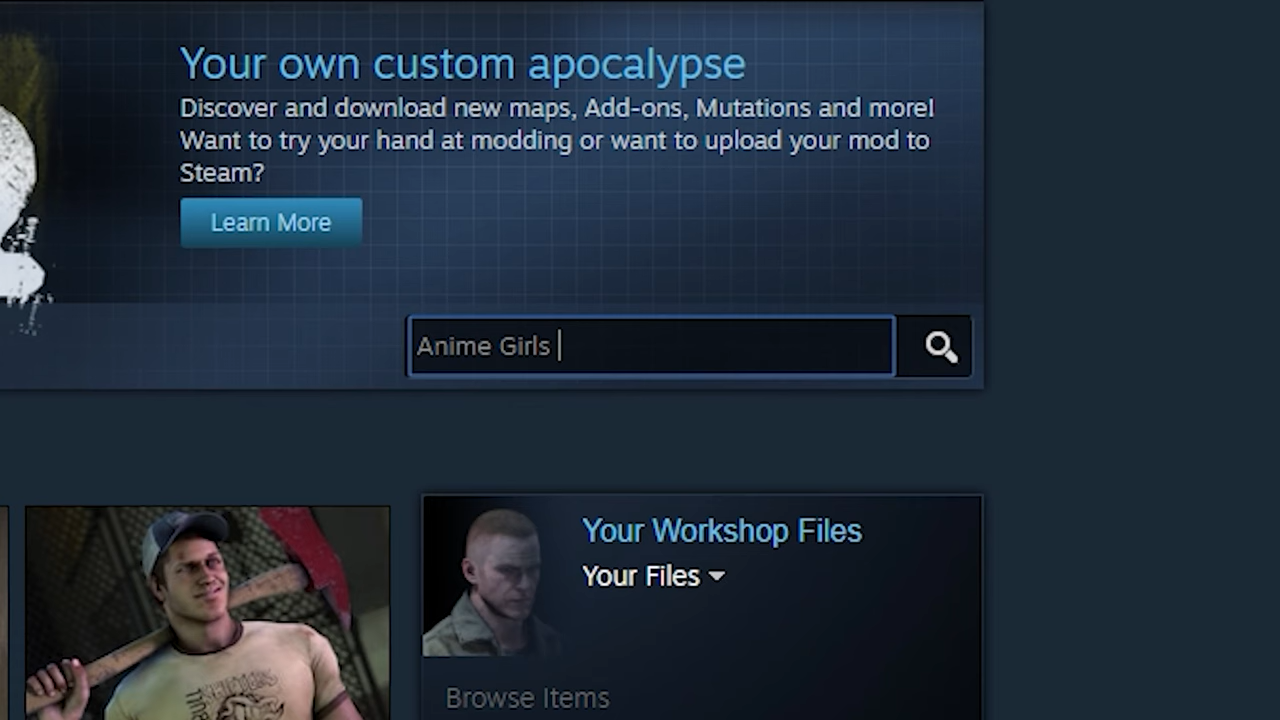 Your own custom apocalypse
Discover and download new maps, Add-ons, Mutations and more!
Want to try your hand at modding or want to upload your mod to
Steam?
Learn More
Anime Girls
Your Workshop Files
Your Files
Browse Items